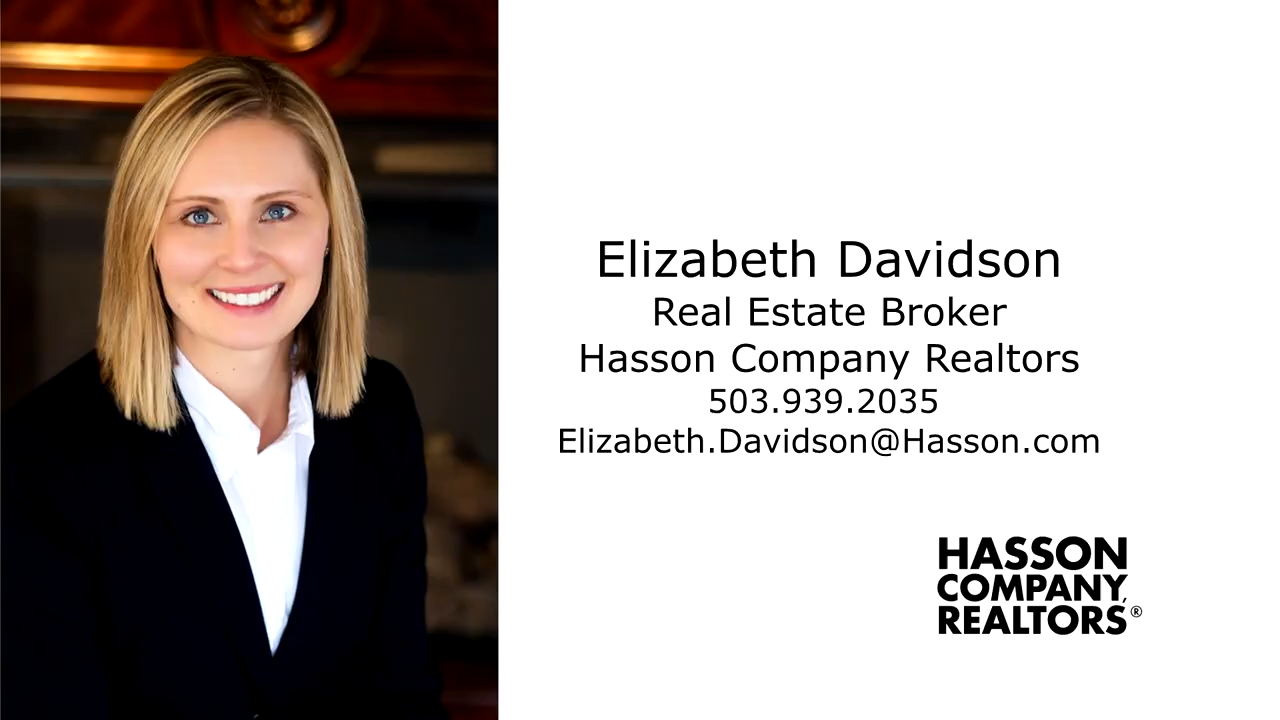 Elizabeth Davidson
Real Estate Broker
Hasson Company Realtors
503.939.2035
Elizabeth.Davidson@Hasson.com
HASSON
COMPANY,
REALTORS®